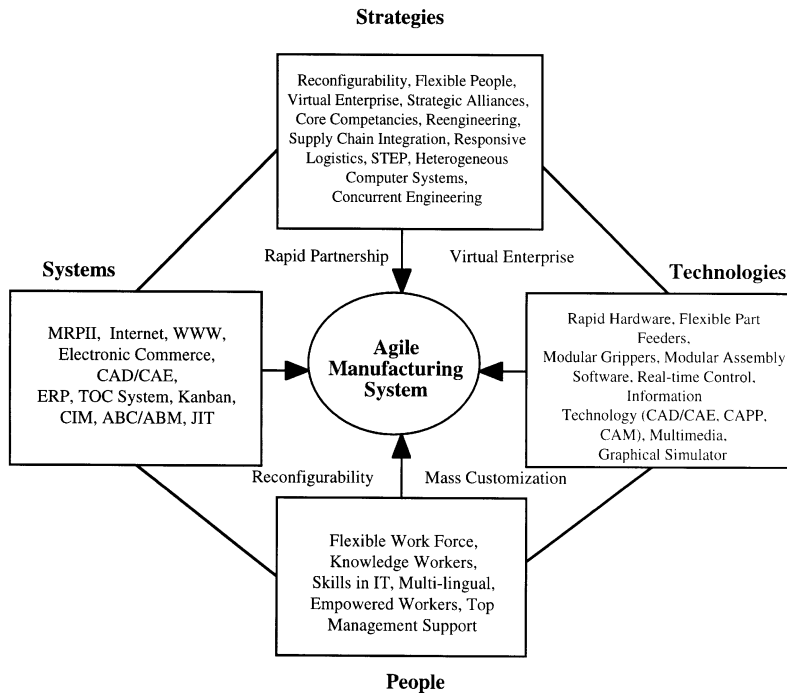 Strategies
Reconfigurability, Flexible People,
Virtual Enterprise, Strategic Alliances,
Core Competancies, Reengineering,
Supply Chain Integration, Responsive
Logistics, STEP, Heterogeneous
Computer Systems,
Concurrent Engineering
Rapid Partnership
Virtual Enterprise
Systems
MRPII, Internet, WWW,
Electronic Commerce,
CAD/CAE,
ERP, TOC System, Kanban,
CIM, ABC/ABM, JIT
Agile
Manufacturing
System
Technologies
Rapid Hardware, Flexible Part
Feeders,
Modular Grippers, Modular Assembly
Software, Real-time Control,
Information
Technology (CAD/CAE, CAPP,
CAM), Multimedia,
Graphical Simulator
Reconfigurability
Mass Customization
Flexible Work Force,
Knowledge Workers,
Skills in IT, Multi-lingual,
Empowered Workers, Top
Management Support
People